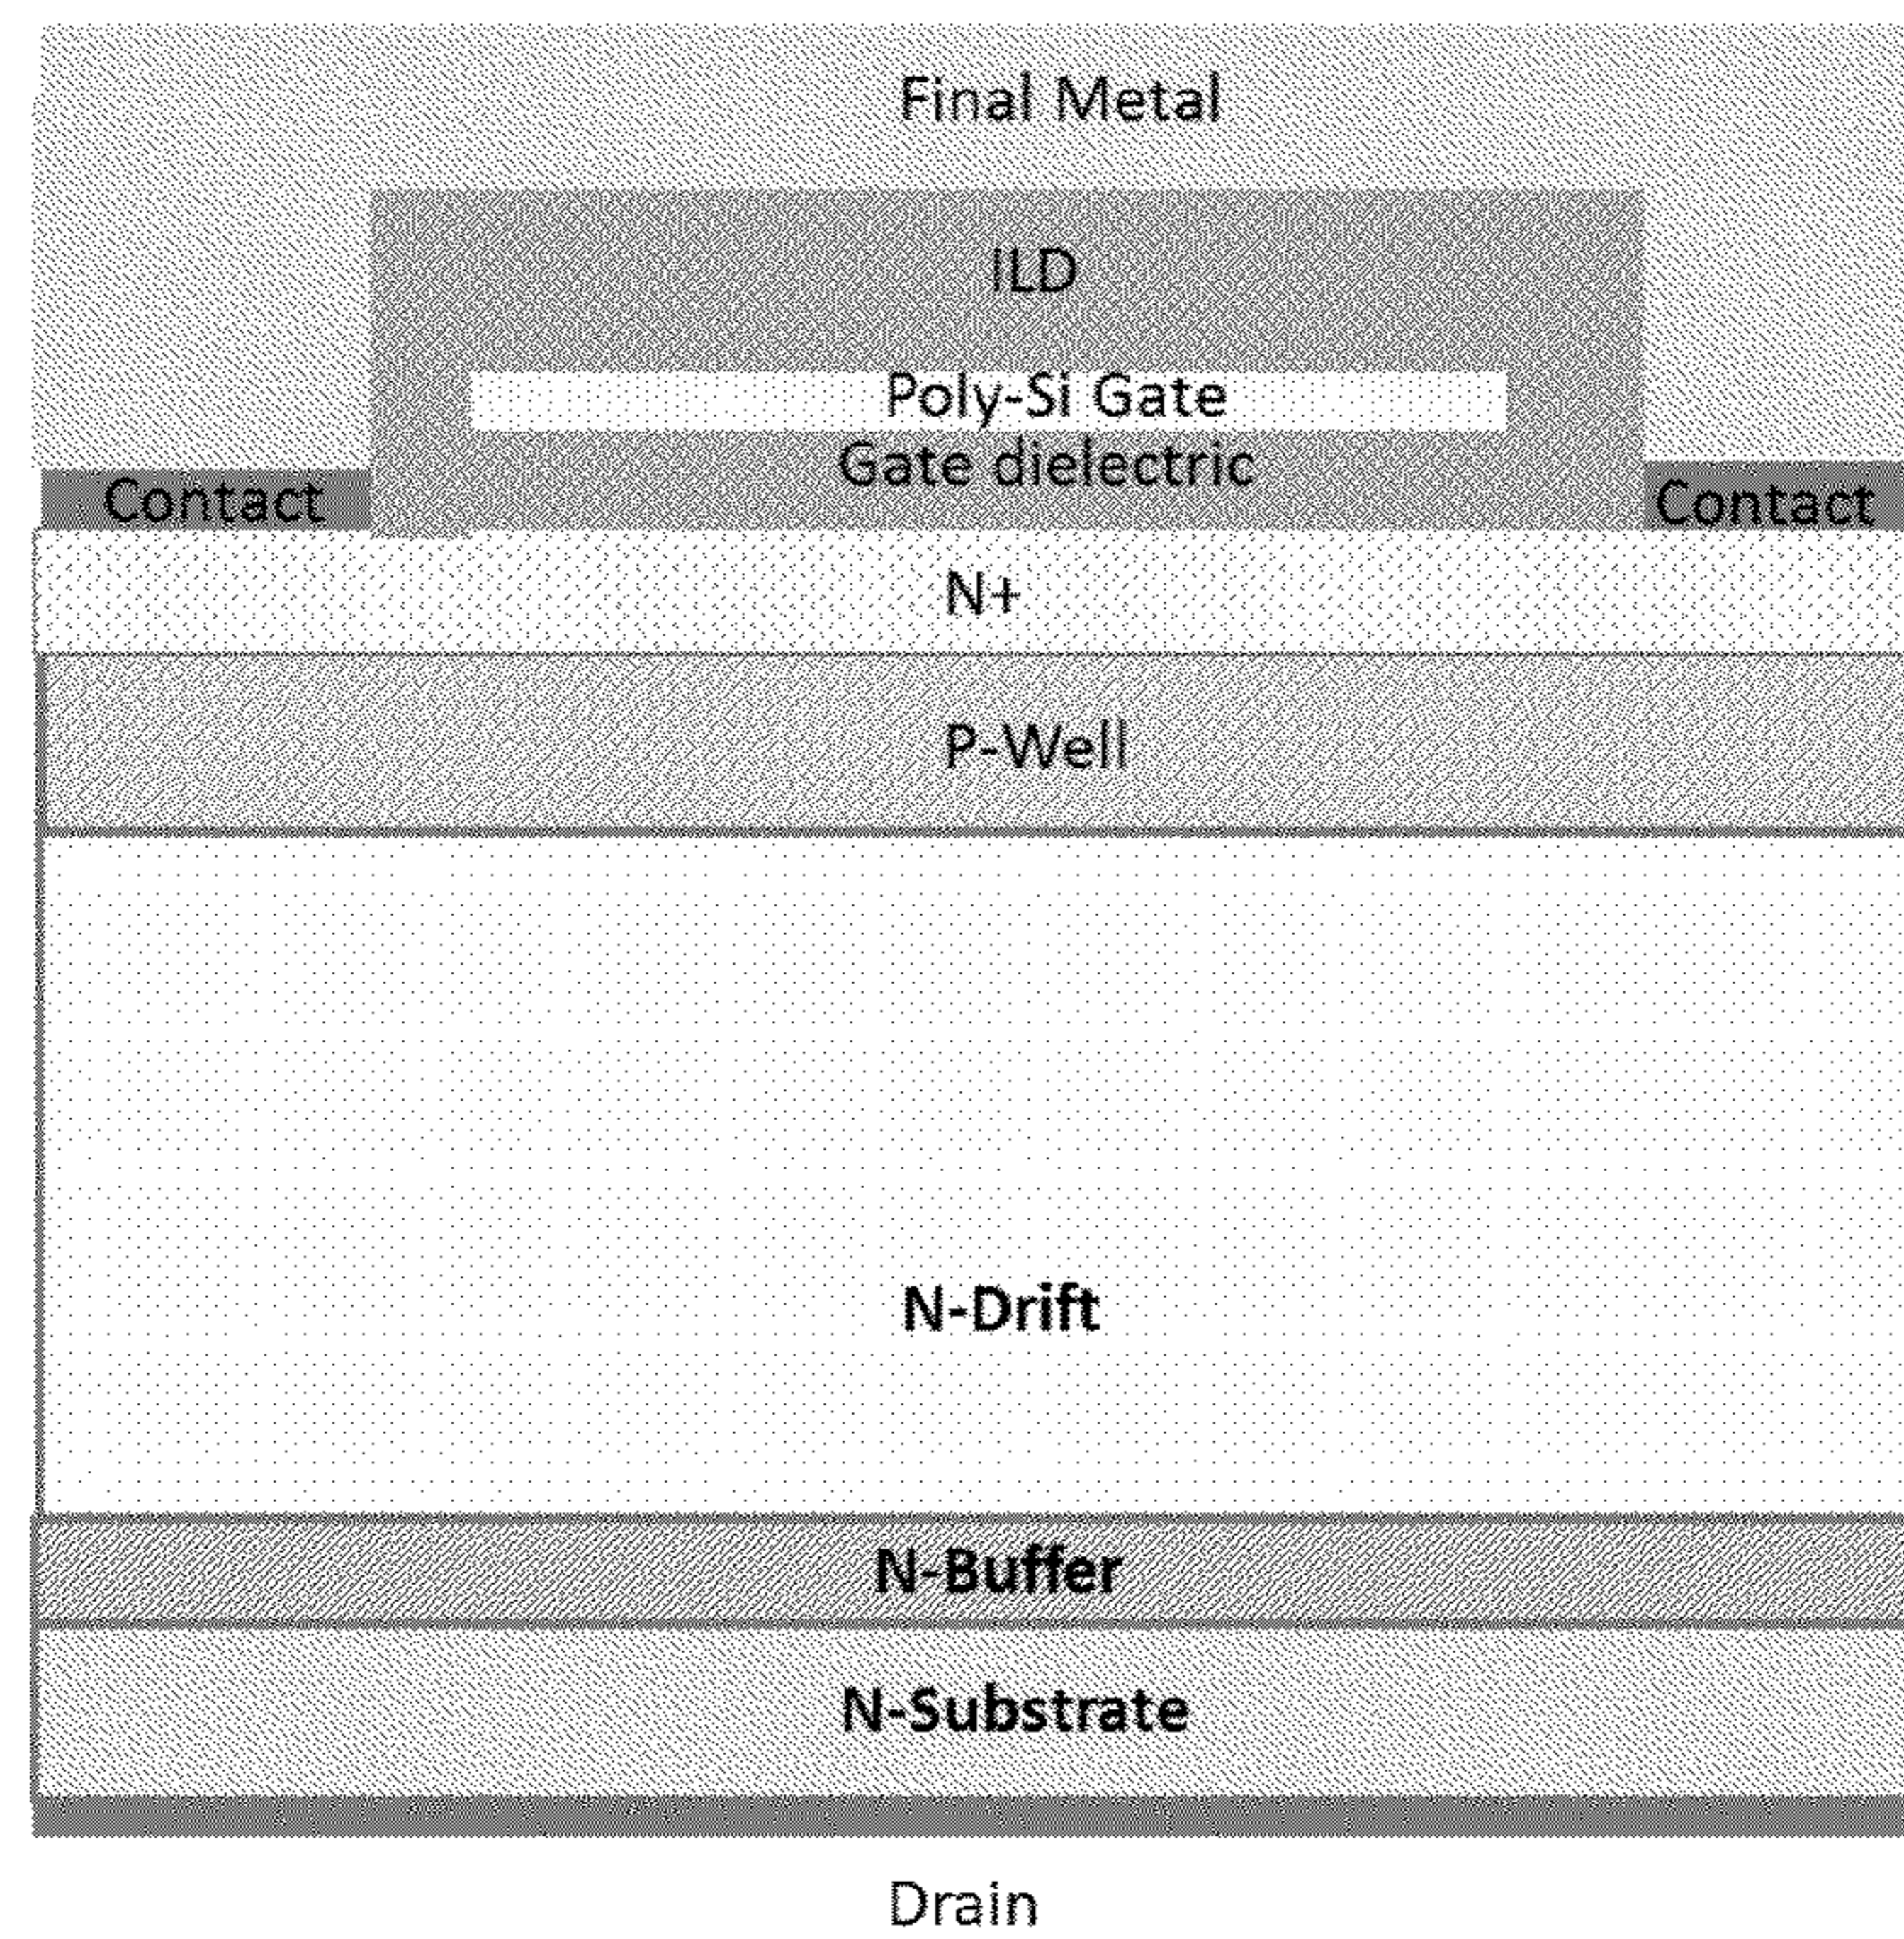 Final Metal
ILD
Poly-Si Gate
Gate dielectric
Contact
Contact
N+
P-Well
N-Drift
N-Buffer
N-Substrate
Drain